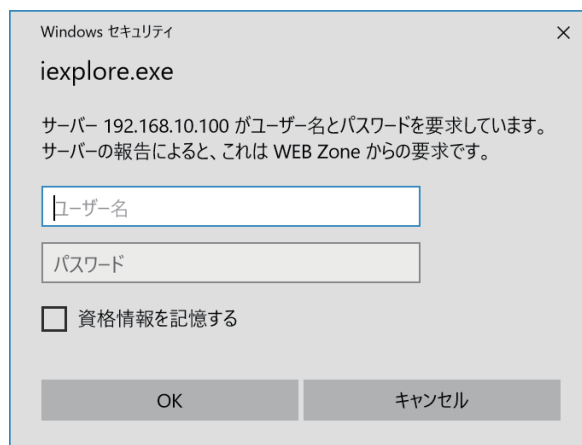 Windows セキュリティ
iexplore.exe
サーバー 192.168.10.100 がユーザー名とパスワードを要求しています。
サーバーの報告によると、これは WEB Zone からの要求です。
ユーザー名
パスワード
資格情報を記憶する
OK キャンセル